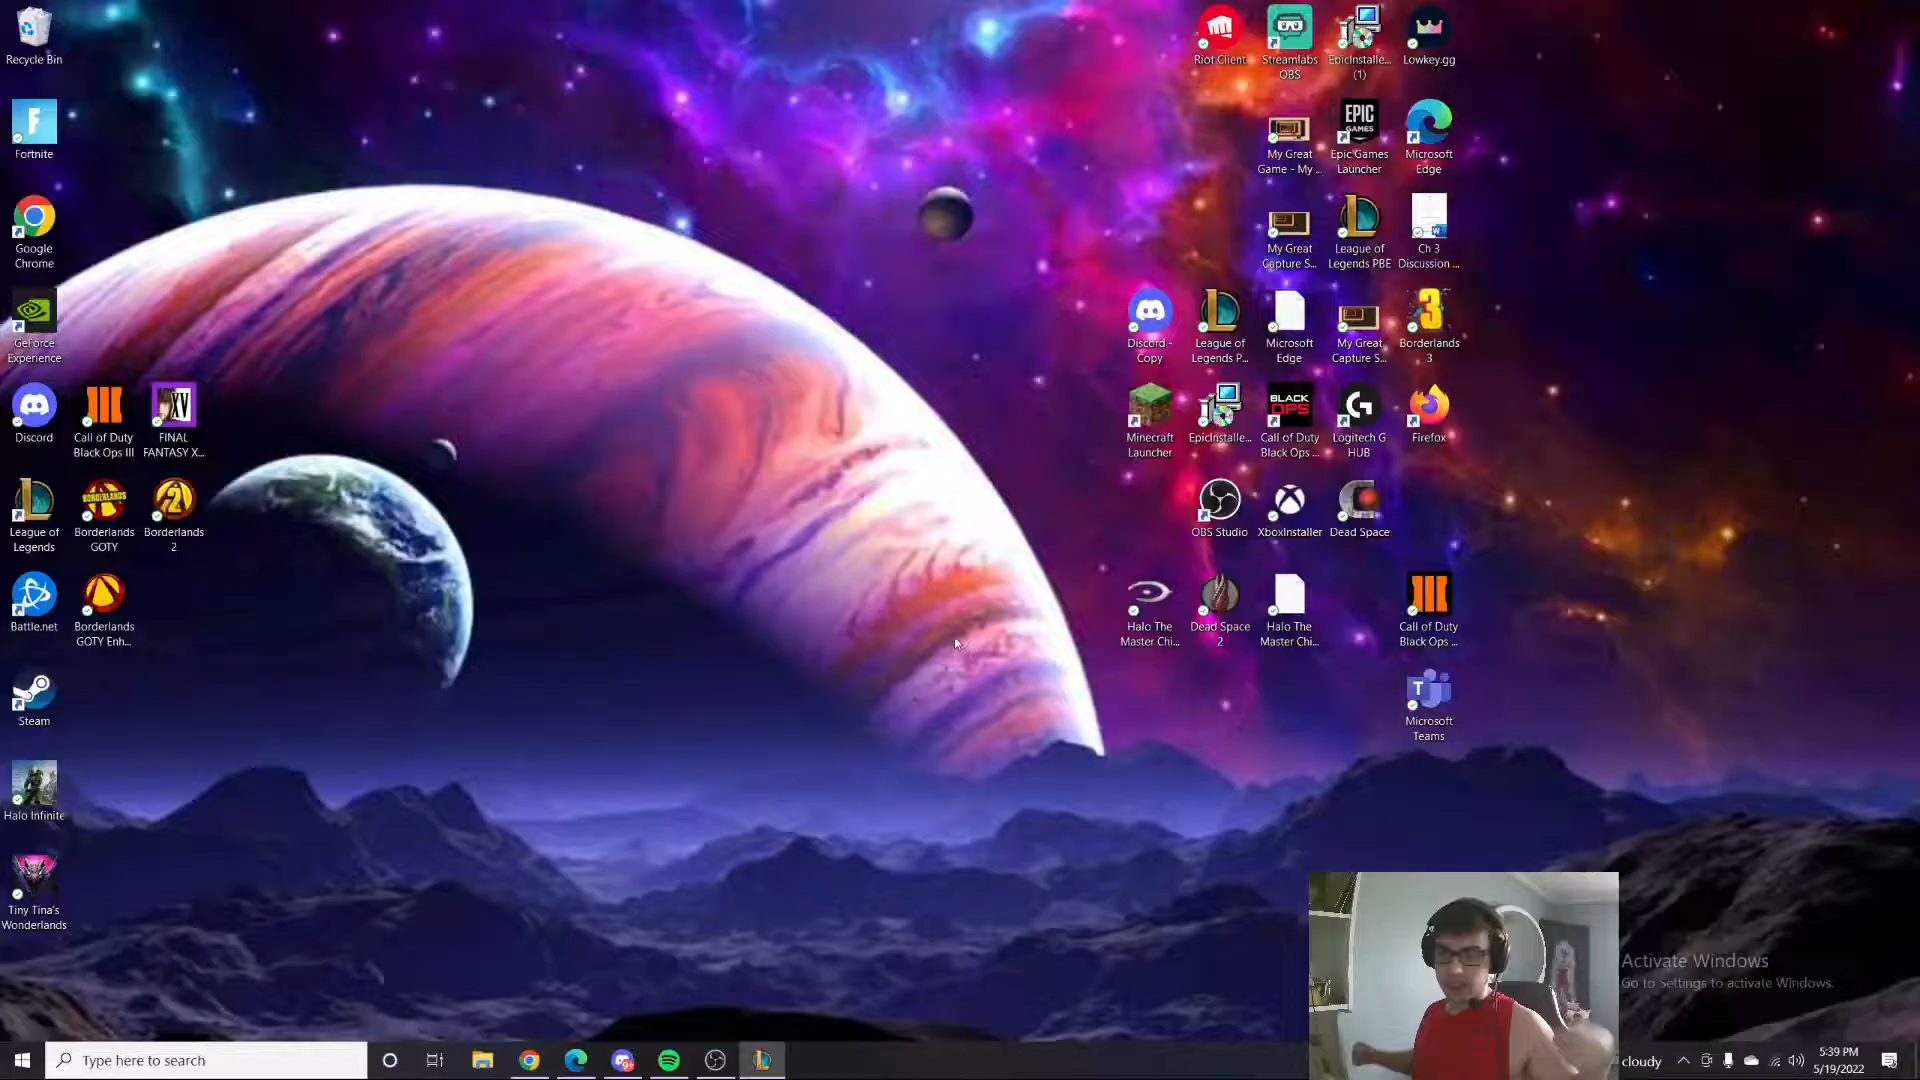 Recycle Bin
Fortnite
Google
Chrome
GeForce
Experience
Discord
Call of Duty
Black Ops III
FINAL
FANTASY X...
League of
Legends
Borderlands
GOTY
Borderlands
2
Battle.net
Borderlands
GOTY Enh...
Steam
Halo Infinite
Tiny Tina's
Wonderlands
Riot Client
Streamlabs
OBS
EpicInstalle...
(1)
Lowkey.gg
My Great
Game - My ...
EPIC
GAMES
Epic Games
Launcher
Microsoft
Edge
My Great
Capture S...
League of
Legends PBE
Ch 3
Discussion ...
Discord -
Copy
League of
Legends P...
Microsoft
Edge
My Great
Capture S...
3
Borderlands
3
Minecraft
Launcher
EpicInstalle...
BLACK
OPS
Call of Duty
Black Ops ...
Logitech G
HUB
Firefox
OBS Studio
XboxInstaller
Dead Space
Halo The
Master Chi...
Dead Space
2
Halo The
Master Chi...
Call of Duty
Black Ops ...
Microsoft
Teams
Activate Windows
Go to Settings to activate Windows.
Type here to search
cloudy
5:39 PM
5/19/2022